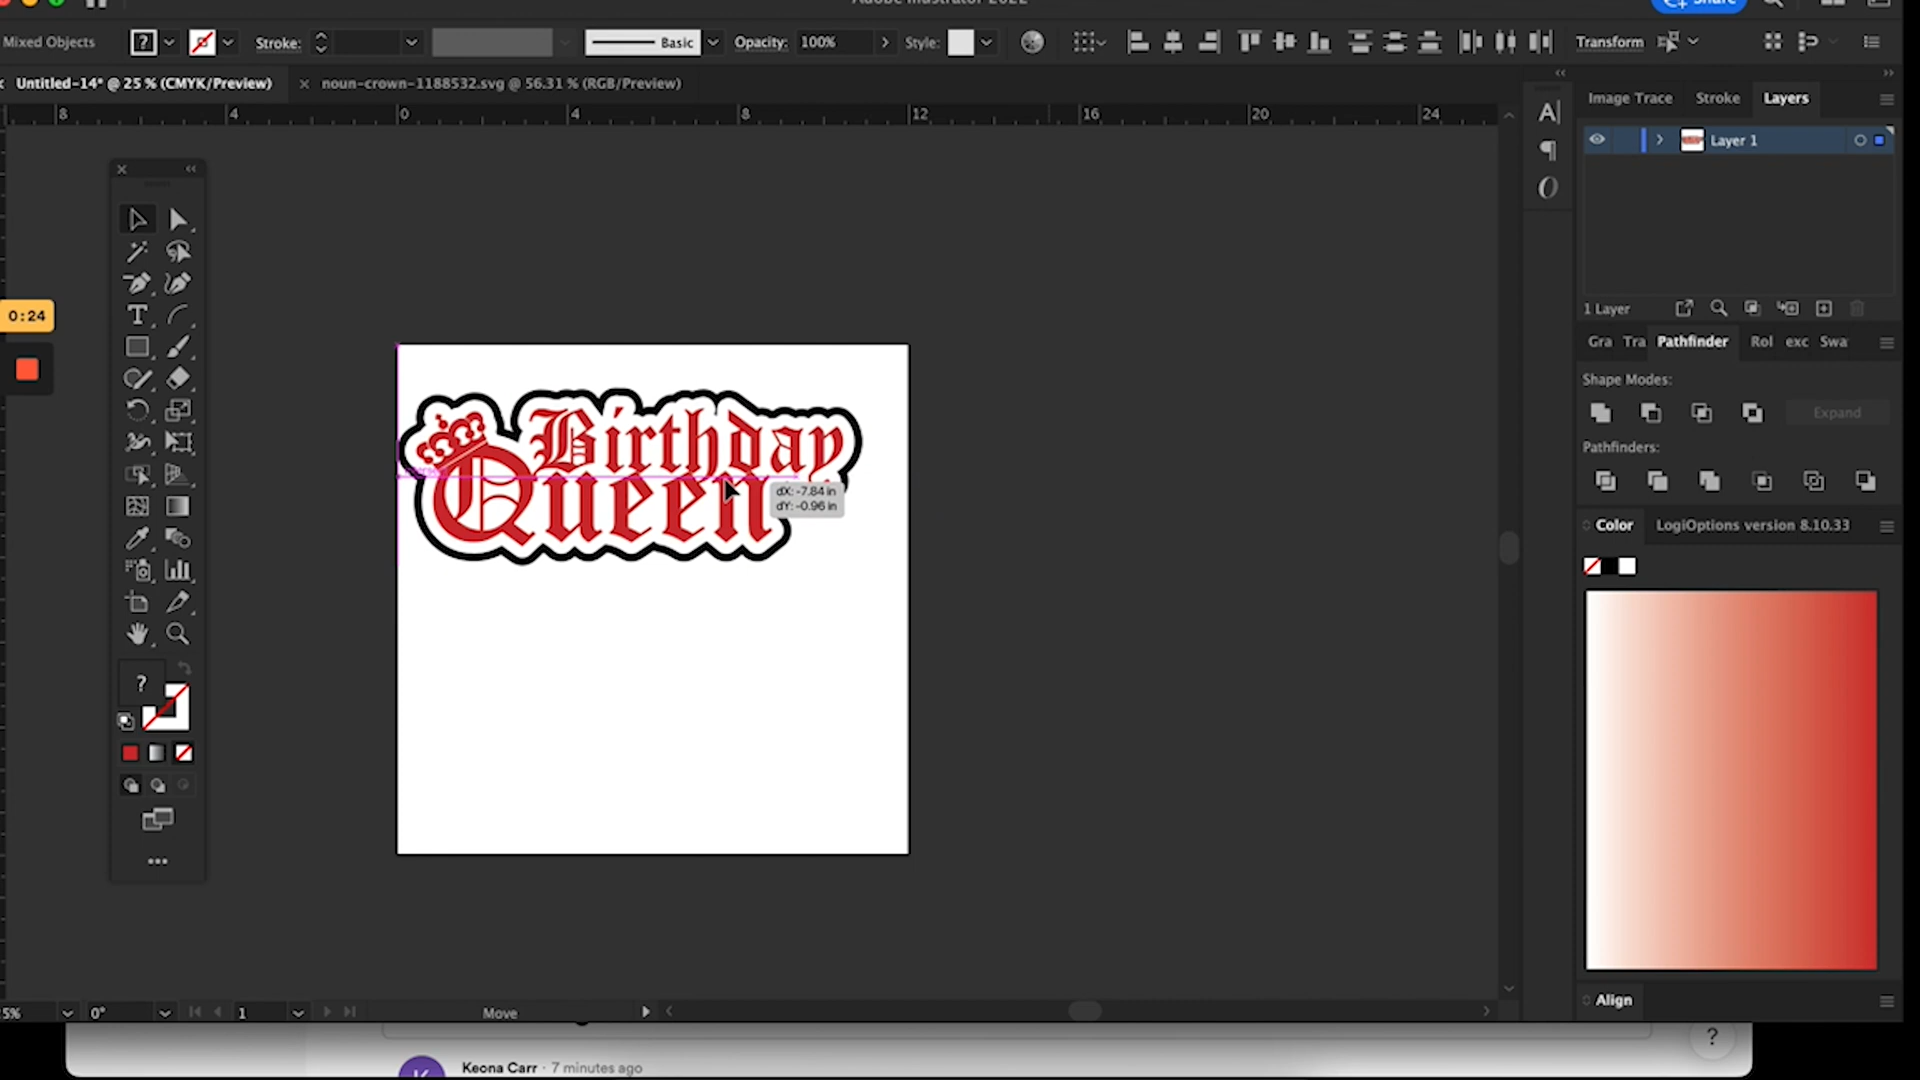 Share
Mixed Objects
?
Stroke:
Basic
Opacity:
100%
Style:
Transform
Untitled-14* @ 25 % (CMYK/Preview)
× noun-crown-1188532.svg @ 56.31 % (RGB/Preview)
8 4 0 4 8 12 16 20 24
Image Trace
Stroke
Layers
Layer 1
1 Layer
Gra Tra Pathfinder Rol exc Swa
Shape Modes:
Expand
Pathfinders:
Color
LogiOptions version 8.10.33
Align
0:24
?
Birthday
Queen
dX: -7.84 in
dY: -0.96 in
5%
0°
1
Move
?
Keona Carr · 7 minutes ago